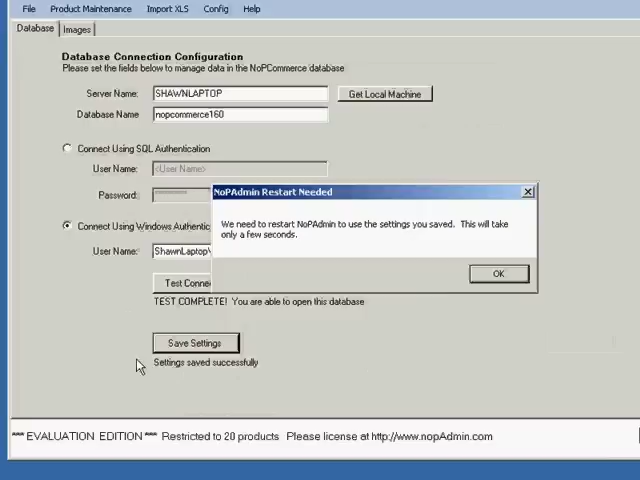 File Product Maintenance Import XLS Config Help
Database Images
Database Connection Configuration
Please set the fields below to manage data in the NoPCommerce database
Server Name: SHAWNLAPTOP Get Local Machine
Database Name nopcommerce160
Connect Using SQL Authentication
User Name: <User Name>
Password:
NoPAdmin Restart Needed
We need to restart NoPAdmin to use the settings you saved. This will take
only a few seconds.
OK
Connect Using Windows Authentic
User Name: ShawnLaptop\
Test Conne
TEST COMPLETE! You are able to open this database
Save Settings
Settings saved successfully
*** EVALUATION EDITION *** Restricted to 20 products Please license at http://www.nopAdmin.com